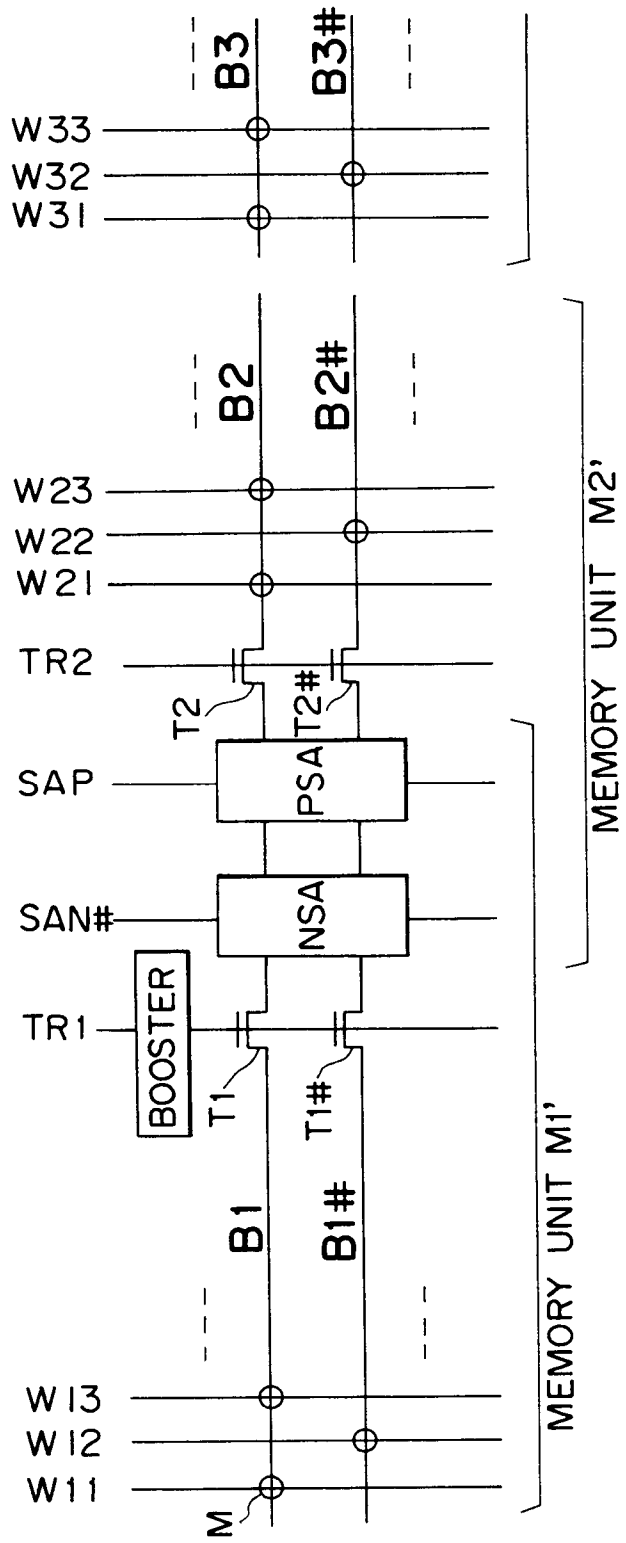 W33
W32
W31
B3
B3#
W23
W22
W21
B2
B2#
TR2
T2
T2#
SAP
PSA
SAN#
NSA
TR1
BOOSTER
T1
T1#
B1
B1#
W13
W12
W11
M
MEMORY UNIT M2'
MEMORY UNIT M1'